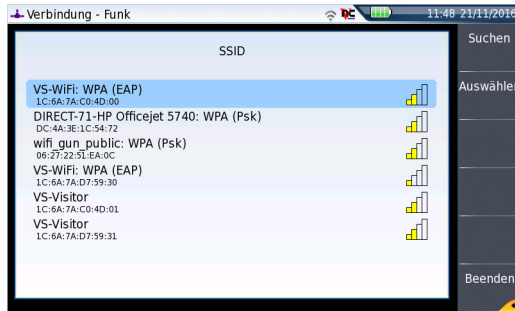 Verbindung - Funk
11:48 21/11/2016
SSID
VS-WiFi: WPA (EAP)
1C:6A:7A:C0:4D:00
DIRECT-71-HP Officejet 5740: WPA (Psk)
DC:4A:3E:1C:54:72
wifi_gun_public: WPA (Psk)
06:27:22:51:EA:0C
VS-WiFi: WPA (EAP)
1C:6A:7A:D7:59:30
VS-Visitor
1C:6A:7A:C0:4D:01
VS-Visitor
1C:6A:7A:D7:59:31
Suchen
Auswähler
Beenden